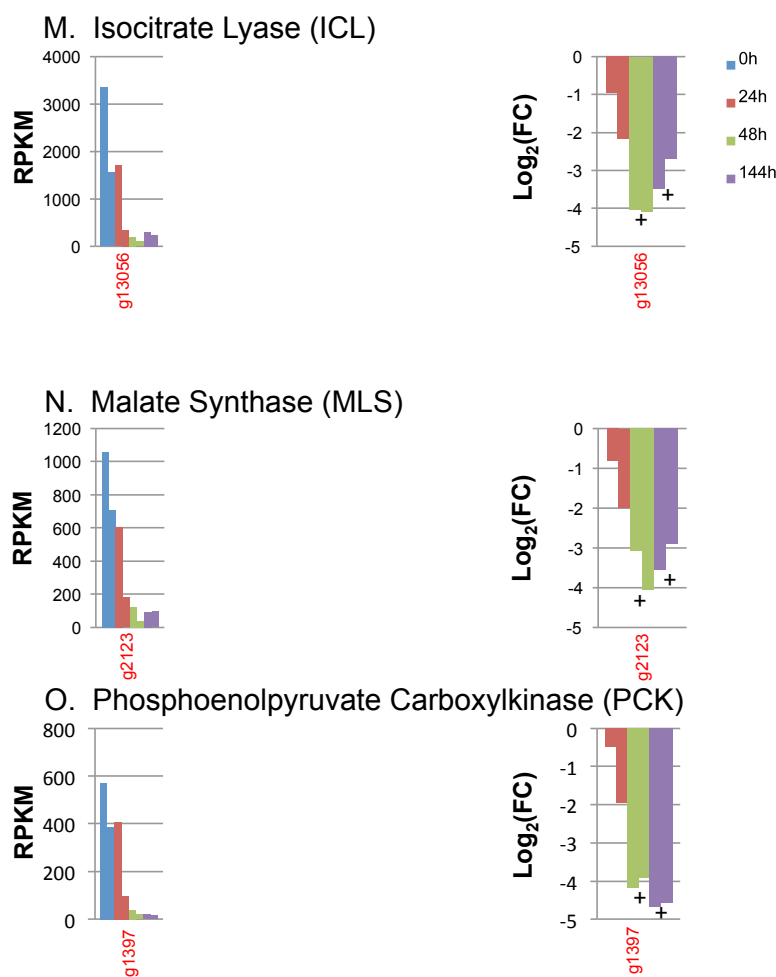 M. Isocitrate Lyase (ICL)
RPKM
4000
3000
2000
1000
0
g13056
Log2(FC)
0
-1
-2
-3
-4
-5
+
+
g13056
0h
24h
48h
144h
N. Malate Synthase (MLS)
RPKM
1200
1000
800
600
400
200
0
g2123
Log2(FC)
0
-1
-2
-3
-4
-5
+
+
g2123
O. Phosphoenolpyruvate Carboxylkinase (PCK)
RPKM
800
600
400
200
0
g1397
Log2(FC)
0
-1
-2
-3
-4
-5
+
+
g1397